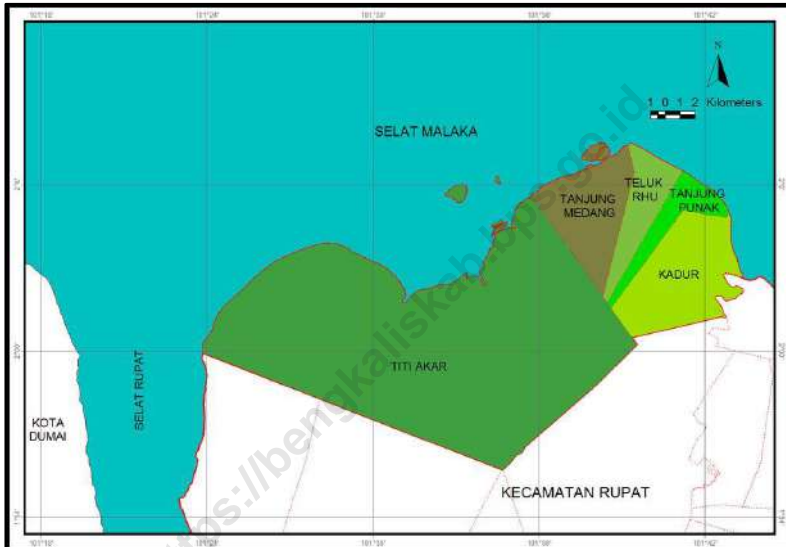 N
1 0 1 2 Kilometers
SELAT MALAKA
TANJUNG
MEDANG
TELUK
RHU
TANJUNG
PUNAK
KADUR
TITI AKAR
SELAT RUPAT
KOTA
DUMAI
KECAMATAN RUPAT
https://bengkaliskab.bps.go.id